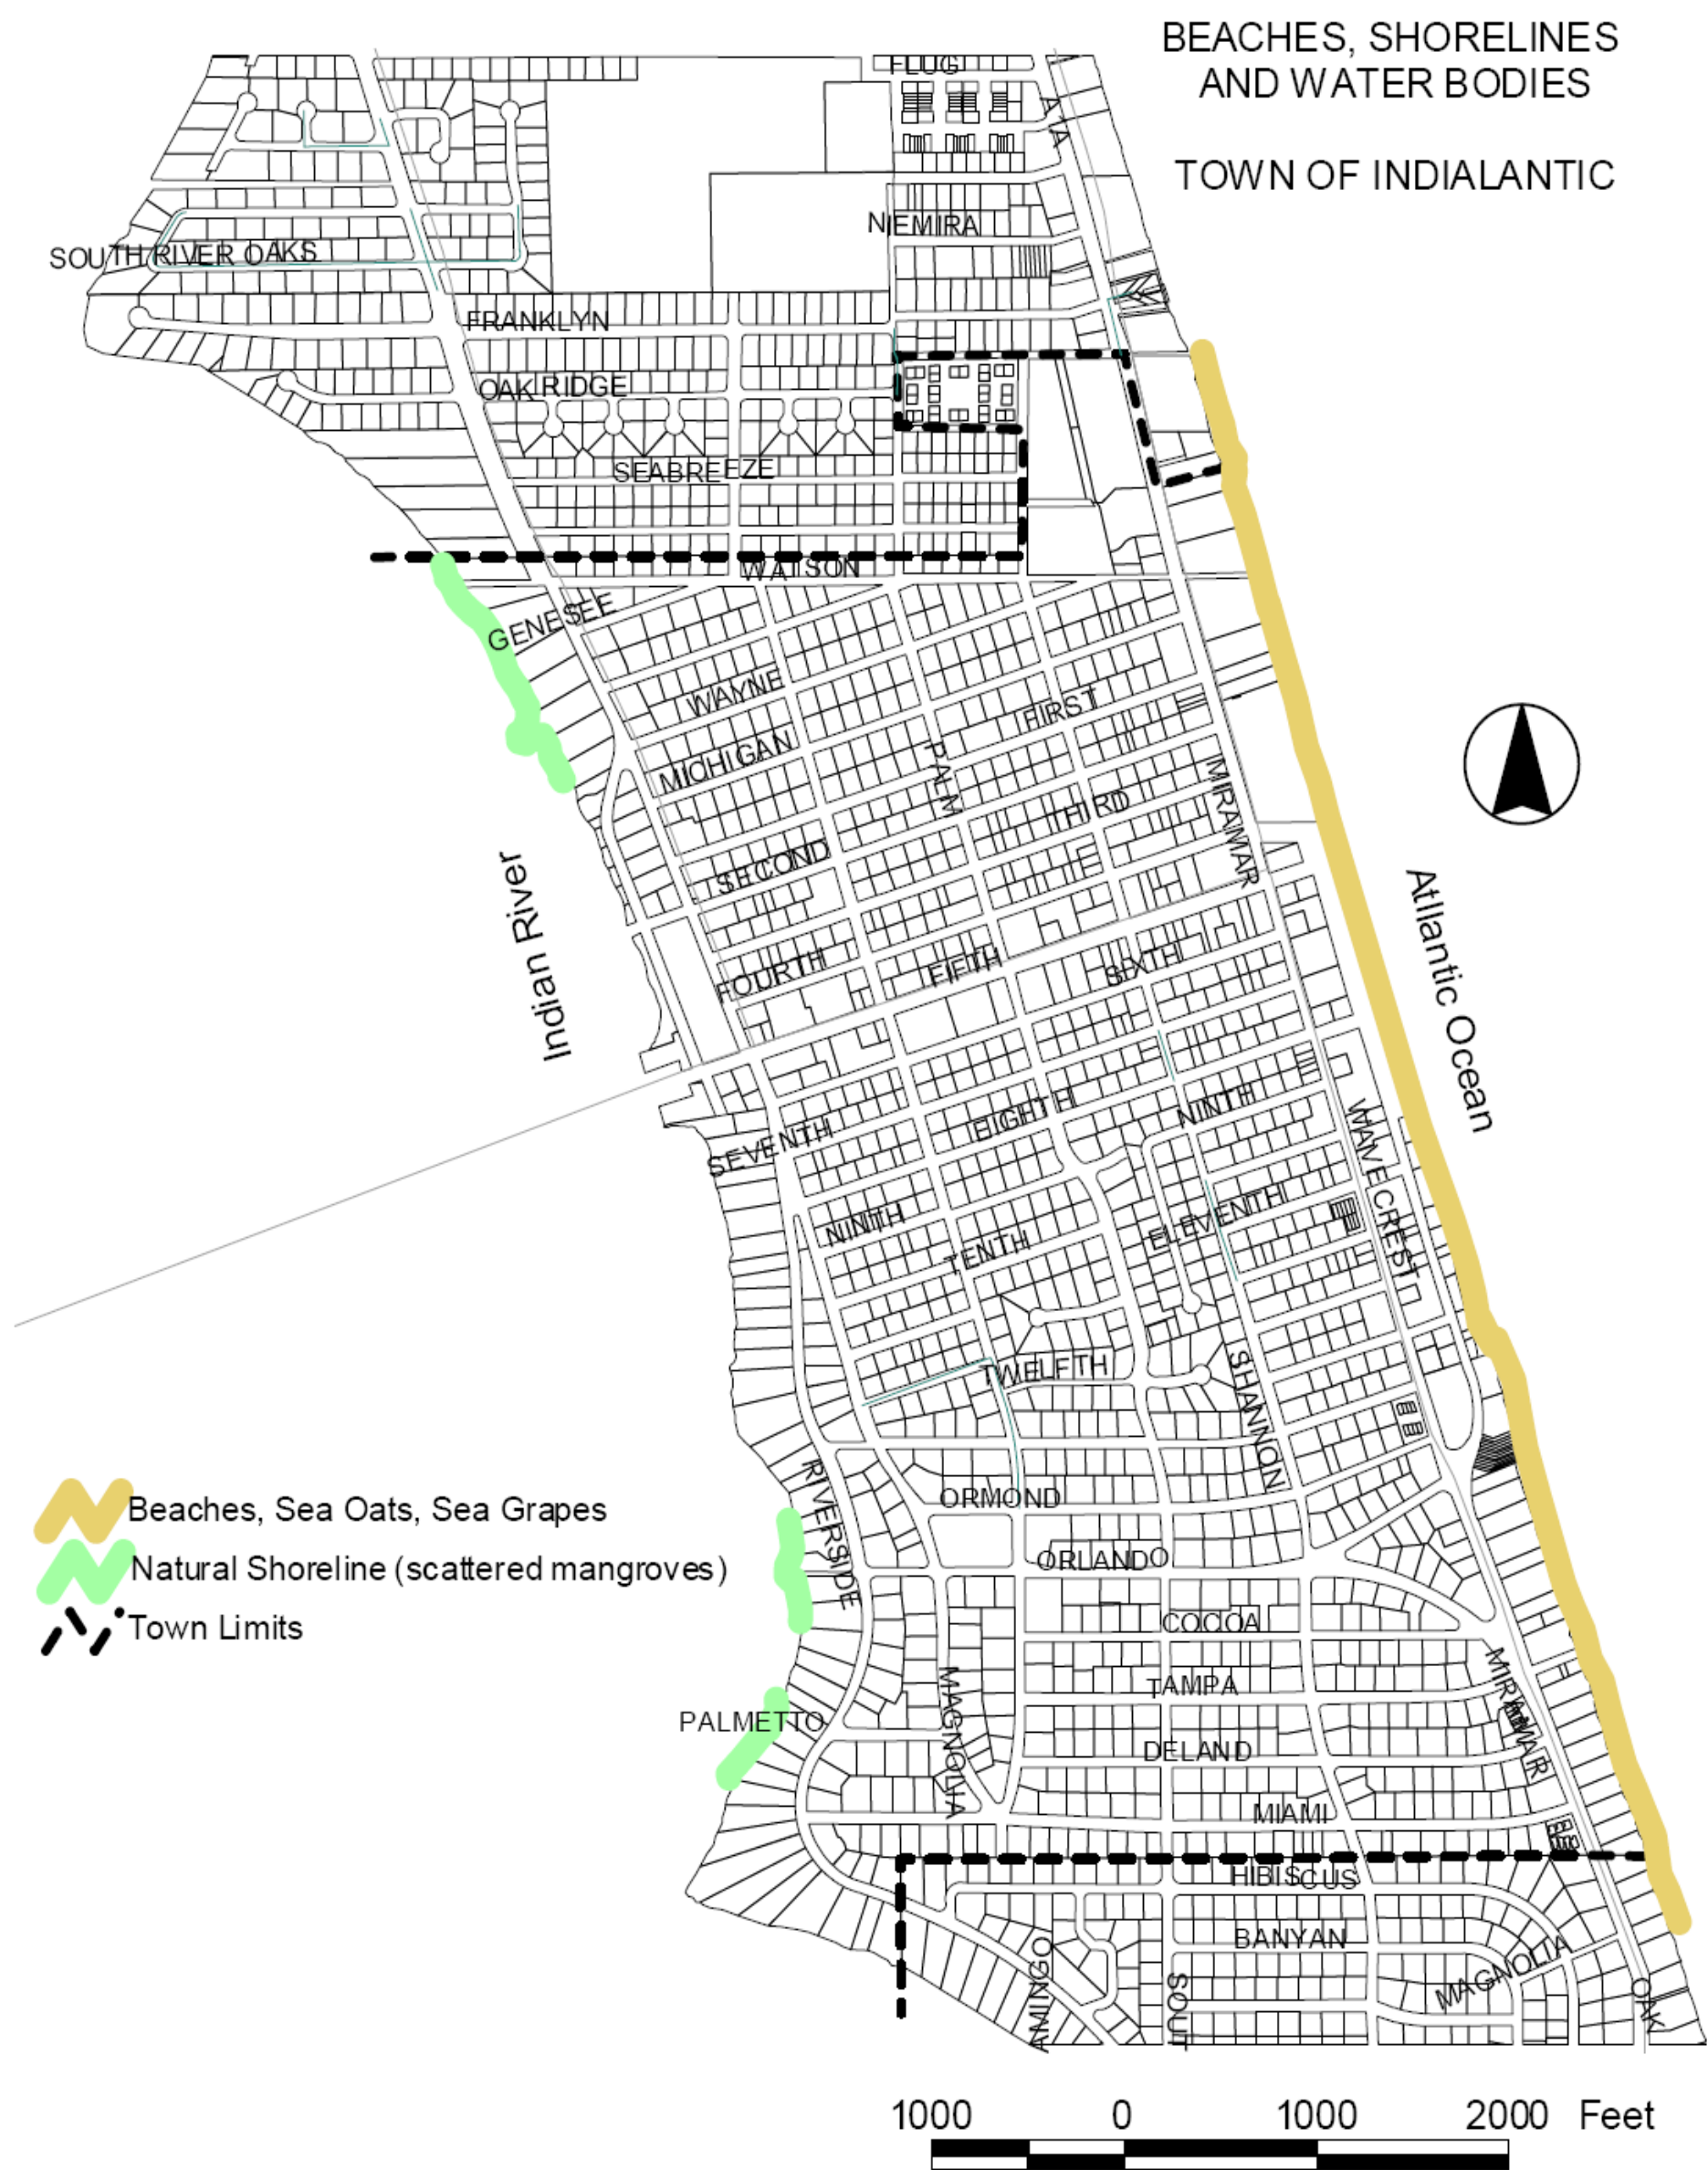 BEACHES, SHORELINES
AND WATER BODIES
TOWN OF INDIALANTIC
FLUG
A1A
NIEMIRA
SOUTH RIVER OAKS
FRANKLYN
OAK RIDGE
SEABREEZE
WATSON
GENESEE
WAYNE
FIRST
MICHIGAN
PALM
MIRAMAR
THIRD
SECOND
Indian River
Atllantic Ocean
FOURTH
FIFTH
SIXTH
SEVENTH
EIGHTH
NINTH
WAVECREST
NINTH
TENTH
ELEVENTH
TWELFTH
SHANNON
RIVERSIDE
ORMOND
Beaches, Sea Oats, Sea Grapes
Natural Shoreline (scattered mangroves)
Town Limits
ORLANDO
COCOA
TAMPA
MAGNOLIA
MIRAMAR
PALMETTO
DELAND
MIAMI
HIBISCUS
BANYAN
MAGNOLIA
AMINGO
SOUT
OAK
1000 0 1000 2000 Feet